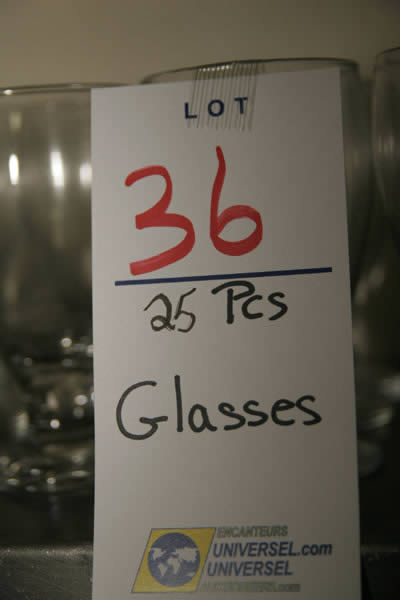 LOT
36
25 Pcs
Glasses
ENCANTEURS
UNIVERSEL.com
UNIVERSEL